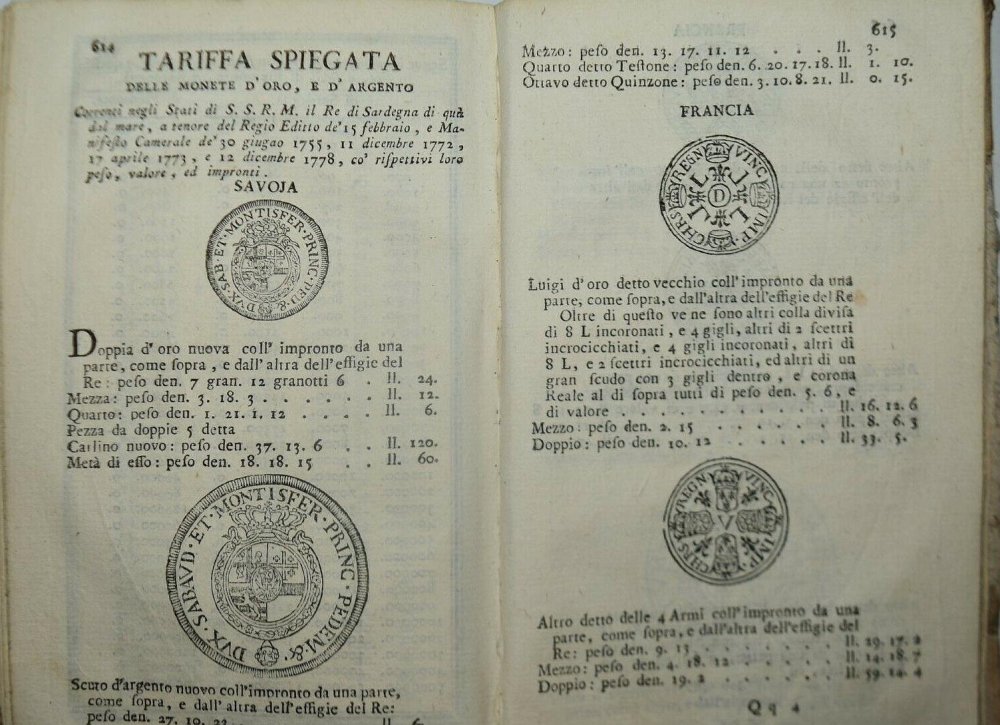 614
TARIFFA SPIEGATA
DELLE MONETE D'ORO, E D'ARGENTO
Correnti negli Stati di S. S. R. M. il Re di Sardegna di quà
dal mare, a tenore del Regio Editto de' 15 febbraio, e Ma-
nifesto Camerale de' 30 giugno 1755, 11 dicembre 1772,
17 aprile 1773, e 12 dicembre 1778, co' rispettivi loro
peso, valore, ed impronti.
SAVOJA
DUX SAB. ET. MONTISFER. PRINC. PED. &
Doppia d'oro nuova coll' impronto da una
parte, come sopra, e dall'altra dell'effigie del
Re: peso den. 7 gran. 12 granotti 6 . ll. 24.
Mezza: peso den. 3. 18. 3 . . . . ll. 12.
Quarto: peso den. 1. 21. 1. 12 . . . . ll. 6.
Pezza da doppie 5 detta
Carlino nuovo: peso den. 37. 13. 6 . ll. 120.
Metà di esso: peso den. 18. 18. 15 . . ll. 60.
DUX SABAUD. ET. MONTISFER. PRINC. PEDEM. &
Scuto d'argento nuovo coll'impronto da una parte,
come sopra, e dall'altra dell'effigie del Re:
peso den. 27. 19. 22 . . . . ll. 6.
615
Mezzo: peso den. 13. 17. 11. 12 . . . ll. 3.
Quarto detto Testone: peso den. 6. 20. 17. 18. ll. 1. 10.
Ottavo detto Quinzone: peso den. 3. 10. 8. 21. ll. 0. 15.
FRANCIA
CHRS REGN VINC IMP
D
Luigi d'oro detto vecchio coll'impronto da una
parte, come sopra, e dall'altra dell'effigie del Re
Oltre di questo ve ne sono altri colla divisa
di 8 L incoronati, e 4 gigli, altri di 2 scettri
incrocicchiati, e 4 gigli incoronati, altri di
8 L, e 2 scettri incrocicchiati, ed altri di un
gran scudo con 3 gigli dentro, e corona
Reale al di sopra tutti di peso den. 5. 6, e
di valore . . . . . . . . . ll. 16. 12. 6
Mezzo: peso den. 2. 15 . . . . . . ll. 8. 6. 3
Doppio: peso den. 10. 12 . . . . . ll. 33. 5.
CHRS REGN VINC IMP
V
Altro detto delle 4 Armi coll'impronto da una
parte, come sopra, e dall'altra dell'effigie del
Re: peso den. 9. 13 . . . . . . ll. 29. 17. 2
Mezzo: peso den. 4. 18. 12 . . . . . ll. 14. 18. 7
Doppio: peso den. 19. 2 . . . . . . ll. 59. 14. 4
Q q 4